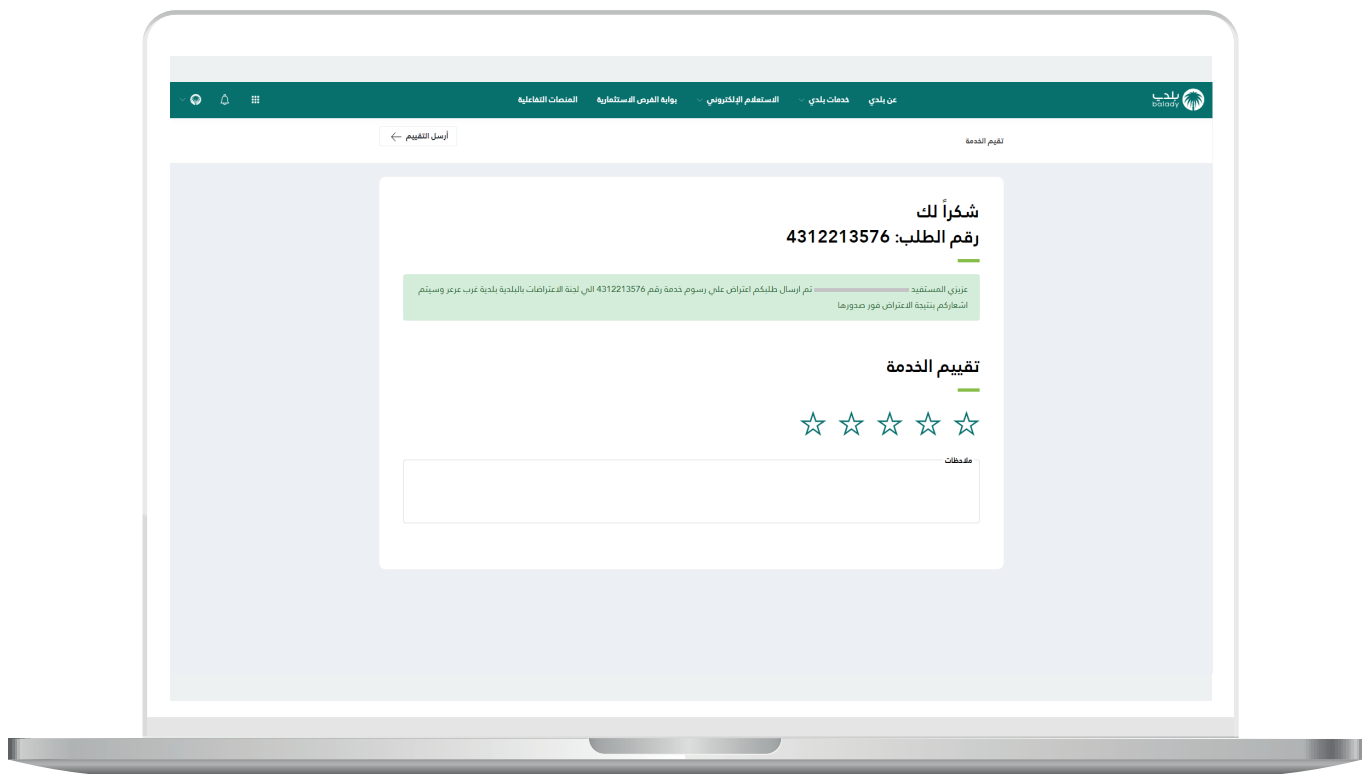 بلدي
balady
عن بلدي
خدمات بلدي
الاستعلام الإلكتروني
بوابة الفرص الاستثمارية
المنصات التفاعلية
تقيم الخدمة
أرسل التقييم
شكراً لك
رقم الطلب: 4312213576
عزيزي المستفيد تم ارسال طلبكم اعتراض علي رسوم خدمة رقم 4312213576 الي لجنة الاعتراضات بالبلدية بلدية غرب عرعر وسيتم
اشعاركم بنتيجة الاعتراض فور صدورها
تقييم الخدمة
ملاحظات